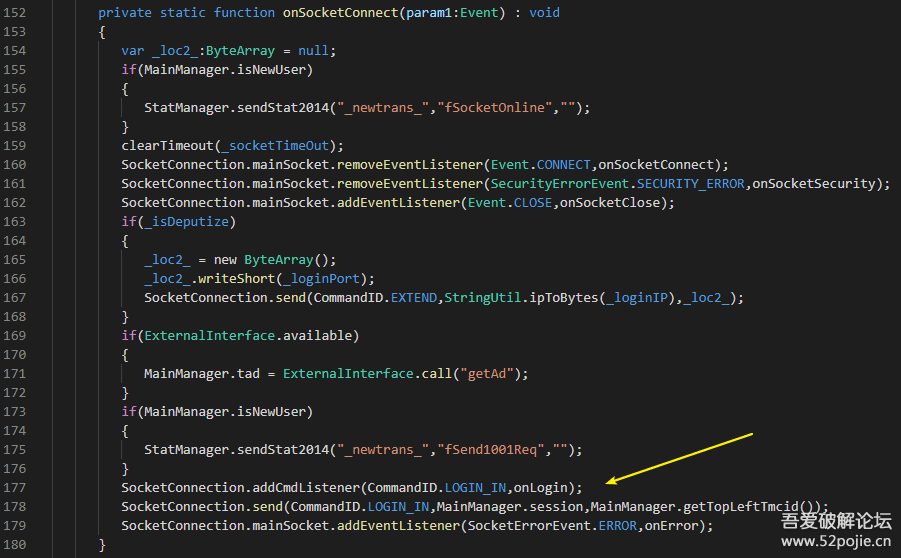 152 private static function onSocketConnect(param1:Event) : void
153 {
154 var _loc2_:ByteArray = null;
155 if(MainManager.isNewUser)
156 {
157 StatManager.sendStat2014("_newtrans_","fSocketOnline","");
158 }
159 clearTimeout(_socketTimeOut);
160 SocketConnection.mainSocket.removeEventListener(Event.CONNECT,onSocketConnect);
161 SocketConnection.mainSocket.removeEventListener(SecurityErrorEvent.SECURITY_ERROR,onSocketSecurity);
162 SocketConnection.mainSocket.addEventListener(Event.CLOSE,onSocketClose);
163 if(_isDeputize)
164 {
165 _loc2_ = new ByteArray();
166 _loc2_.writeShort(_loginPort);
167 SocketConnection.send(CommandID.EXTEND,StringUtil.ipToBytes(_loginIP),_loc2_);
168 }
169 if(ExternalInterface.available)
170 {
171 MainManager.tad = ExternalInterface.call("getAd");
172 }
173 if(MainManager.isNewUser)
174 {
175 StatManager.sendStat2014("_newtrans_","fSend1001Req","");
176 }
177 SocketConnection.addCmdListener(CommandID.LOGIN_IN,onLogin);
178 SocketConnection.send(CommandID.LOGIN_IN,MainManager.session,MainManager.getTopLeftTmcid());
179 SocketConnection.mainSocket.addEventListener(SocketErrorEvent.ERROR,onError);
180 }
吾爱破解论坛
www.52pojie.cn